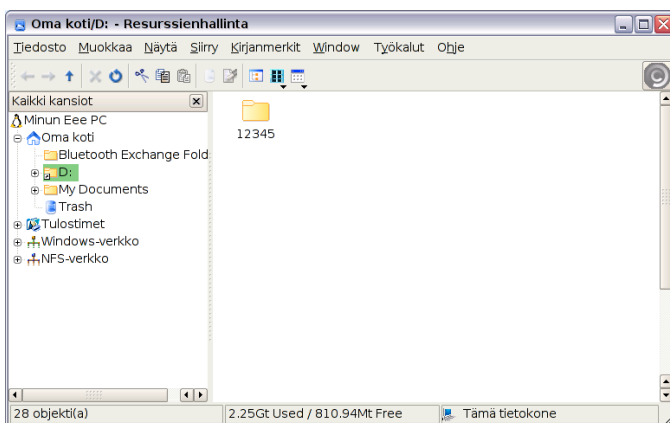 Oma koti/D: - Resurssienhallinta
Tiedosto Muokkaa Näytä Siirry Kirjanmerkit Window Työkalut Ohje
Kaikki kansiot
Minun Eee PC
Oma koti
Bluetooth Exchange Fold
D:
My Documents
Trash
Tulostimet
Windows-verkko
NFS-verkko
12345
28 objekti(a) 2.25Gt Used / 810.94Mt Free Tämä tietokone